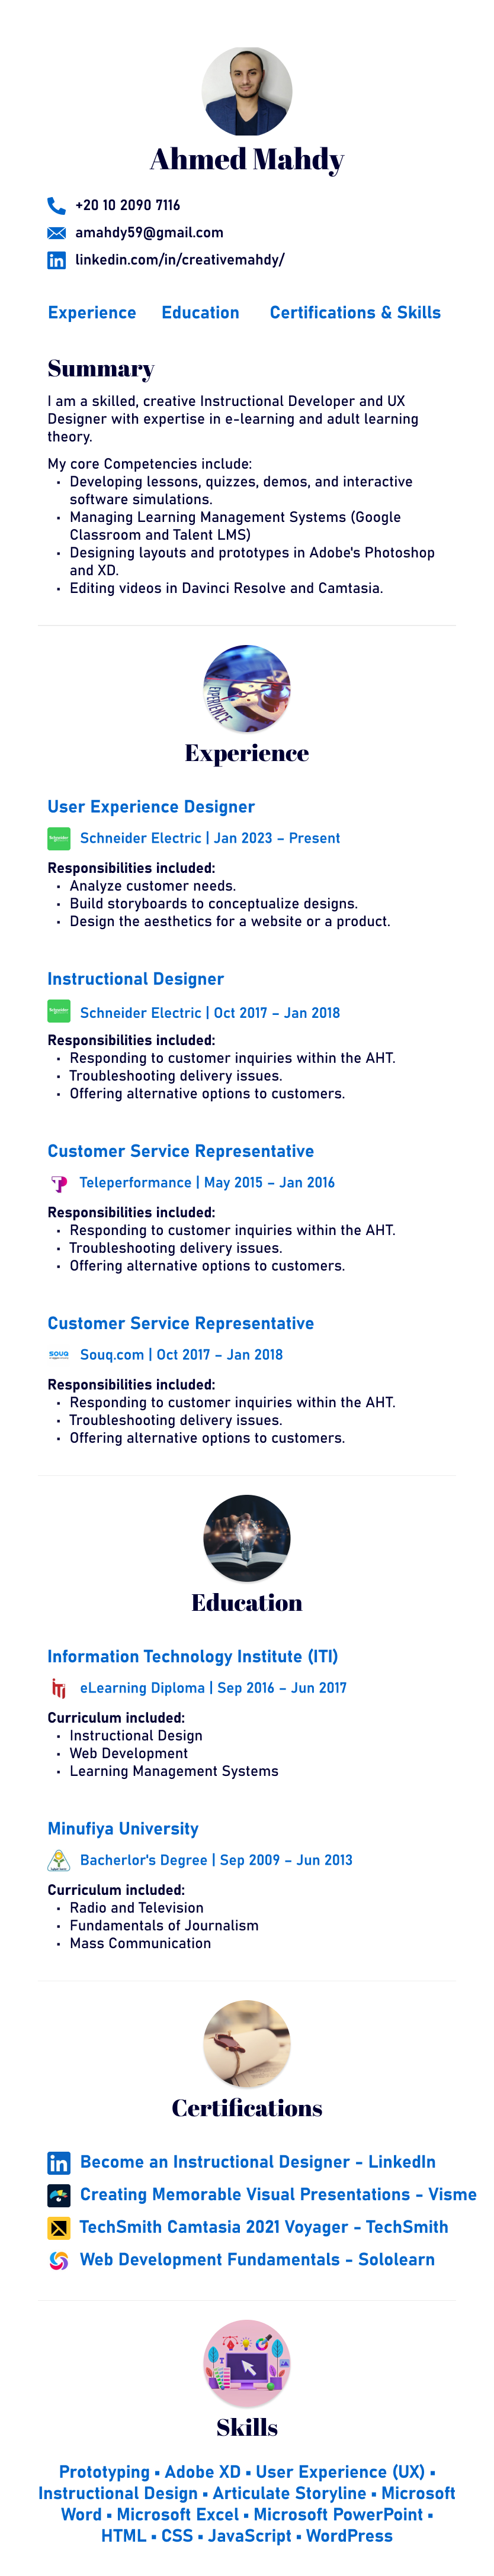 Ahmed Mahdy
+20 10 2090 7116
amahdy59@gmail.com
linkedin.com/in/creativemahdy/
Experience Education Certifications & Skills
Summary
I am a skilled, creative Instructional Developer and UX
Designer with expertise in e-learning and adult learning
theory.
My core Competencies include:
• Developing lessons, quizzes, demos, and interactive
software simulations.
• Managing Learning Management Systems (Google
Classroom and Talent LMS)
• Designing layouts and prototypes in Adobe's Photoshop
and XD.
• Editing videos in Davinci Resolve and Camtasia.
EXPERIENCE
Experience
User Experience Designer
Schneider Electric | Jan 2023 – Present
Responsibilities included:
• Analyze customer needs.
• Build storyboards to conceptualize designs.
• Design the aesthetics for a website or a product.
Instructional Designer
Schneider Electric | Oct 2017 – Jan 2018
Responsibilities included:
• Responding to customer inquiries within the AHT.
• Troubleshooting delivery issues.
• Offering alternative options to customers.
Customer Service Representative
Teleperformance | May 2015 – Jan 2016
Responsibilities included:
• Responding to customer inquiries within the AHT.
• Troubleshooting delivery issues.
• Offering alternative options to customers.
Customer Service Representative
souq Souq.com | Oct 2017 – Jan 2018
Responsibilities included:
• Responding to customer inquiries within the AHT.
• Troubleshooting delivery issues.
• Offering alternative options to customers.
Education
Information Technology Institute (ITI)
iTi eLearning Diploma | Sep 2016 – Jun 2017
Curriculum included:
• Instructional Design
• Web Development
• Learning Management Systems
Minufiya University
Bacherlor's Degree | Sep 2009 – Jun 2013
Curriculum included:
• Radio and Television
• Fundamentals of Journalism
• Mass Communication
Certifications
in Become an Instructional Designer - LinkedIn
Creating Memorable Visual Presentations - Visme
TechSmith Camtasia 2021 Voyager - TechSmith
Web Development Fundamentals - Sololearn
Skills
Prototyping • Adobe XD • User Experience (UX) •
Instructional Design • Articulate Storyline • Microsoft
Word • Microsoft Excel • Microsoft PowerPoint •
HTML • CSS • JavaScript • WordPress